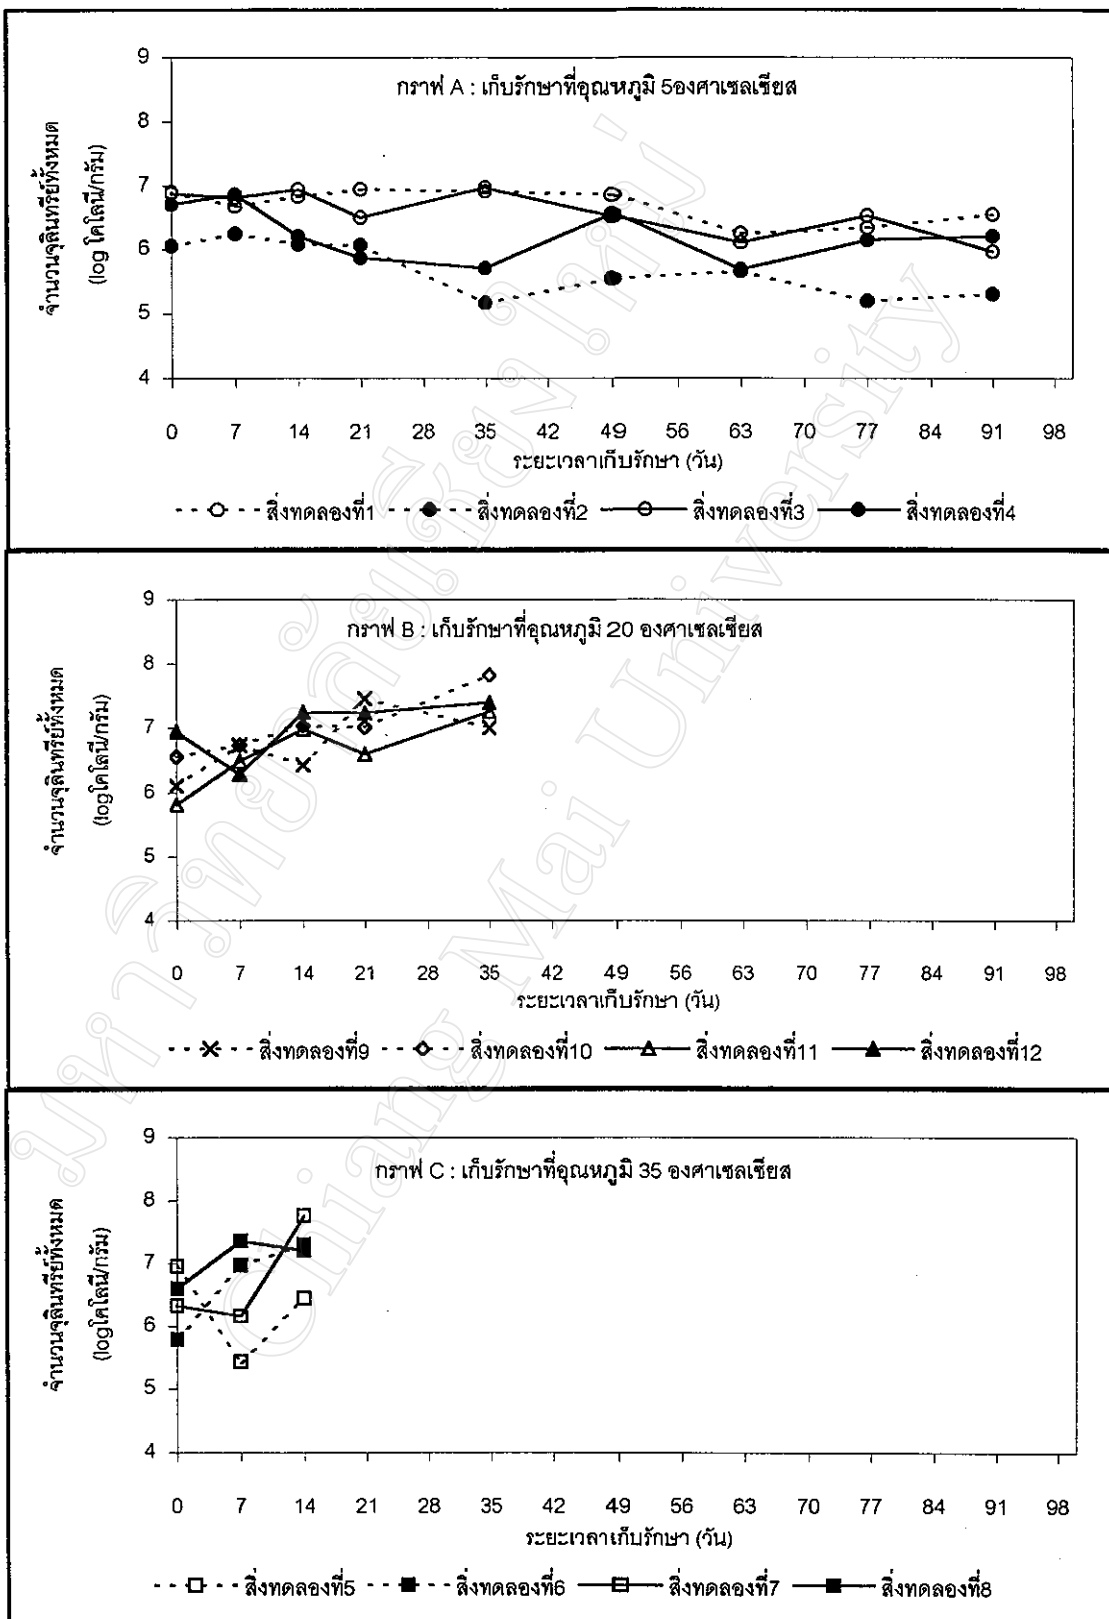 กราฟ A : เก็บรักษาที่อุณหภูมิ 5องศาเซลเซียส
จำนวนจุลินทรีย์ทั้งหมด
(log โคโลนี/กรัม)
9
8
7
6
5
4
0 7 14 21 28 35 42 49 56 63 70 77 84 91 98
ระยะเวลาเก็บรักษา (วัน)
สิ่งทดลองที่1 สิ่งทดลองที่2 สิ่งทดลองที่3 สิ่งทดลองที่4
กราฟ B : เก็บรักษาที่อุณหภูมิ 20 องศาเซลเซียส
จำนวนจุลินทรีย์ทั้งหมด
(logโคโลนี/กรัม)
9
8
7
6
5
4
0 7 14 21 28 35 42 49 56 63 70 77 84 91 98
ระยะเวลาเก็บรักษา (วัน)
สิ่งทดลองที่9 สิ่งทดลองที่10 สิ่งทดลองที่11 สิ่งทดลองที่12
กราฟ C : เก็บรักษาที่อุณหภูมิ 35 องศาเซลเซียส
จำนวนจุลินทรีย์ทั้งหมด
(logโคโลนี/กรัม)
9
8
7
6
5
4
0 7 14 21 28 35 42 49 56 63 70 77 84 91 98
ระยะเวลาเก็บรักษา (วัน)
สิ่งทดลองที่5 สิ่งทดลองที่6 สิ่งทดลองที่7 สิ่งทดลองที่8
มหาวิทยาลัยเชียงใหม่
Chiang Mai University